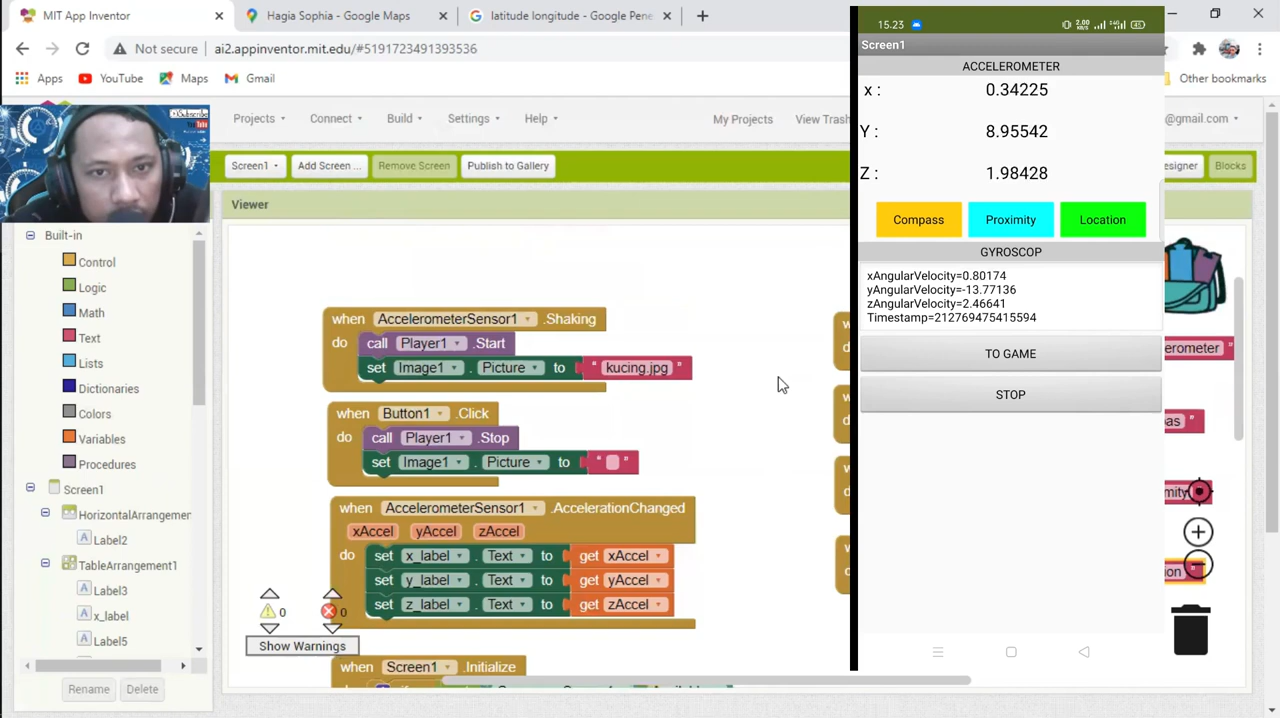 MIT App Inventor
Hagia Sophia - Google Maps
latitude longitude - Google Pene
Not secure
ai2.appinventor.mit.edu/#5191723491393536
Apps
YouTube
Maps
Gmail
Other bookmarks
Subscribe
Projects
Connect
Build
Settings
Help
My Projects
View Trash
@gmail.com
Screen1
Add Screen ...
Remove Screen
Publish to Gallery
Designer
Blocks
Viewer
Built-in
Control
Logic
Math
Text
Lists
Dictionaries
Colors
Variables
Procedures
Screen1
HorizontalArrangemen
Label2
TableArrangement1
Label3
x_label
Label5
Rename
Delete
when AccelerometerSensor1 .Shaking
do call Player1 .Start
set Image1 . Picture to " kucing.jpg "
when Button1 .Click
do call Player1 .Stop
set Image1 . Picture to " "
when AccelerometerSensor1 .AccelerationChanged
xAccel yAccel zAccel
do set x_label . Text to get xAccel
set y_label . Text to get yAccel
set z_label . Text to get zAccel
when Screen1 .Initialize
0
0
Show Warnings
15.23
2,00
KB/S
45
Screen1
ACCELEROMETER
x : 0.34225
Y : 8.95542
Z : 1.98428
Compass
Proximity
Location
GYROSCOP
xAngularVelocity=0.80174
yAngularVelocity=-13.77136
zAngularVelocity=2.46641
Timestamp=212769475415594
TO GAME
STOP